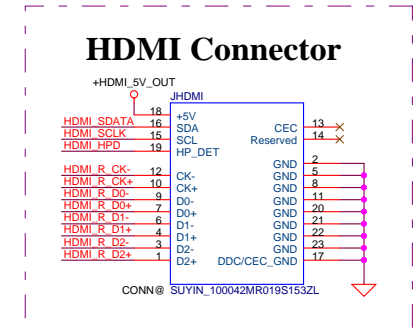 HDMI Connector
+HDMI_5V_OUT
JHDMI
18 +5V
HDMI_SDATA 16 SDA CEC 13
HDMI_SCLK 15 SCL Reserved 14
HDMI_HPD 19 HP_DET
GND 2
HDMI_R_CK- 12 CK- GND 5
HDMI_R_CK+ 10 CK+ GND 8
HDMI_R_D0- 9 D0- GND 11
HDMI_R_D0+ 7 D0+ GND 20
HDMI_R_D1- 6 D1- GND 21
HDMI_R_D1+ 4 D1+ GND 22
HDMI_R_D2- 3 D2- GND 23
HDMI_R_D2+ 1 D2+ DDC/CEC_GND 17
CONN@ SUYIN_100042MR019S153ZL